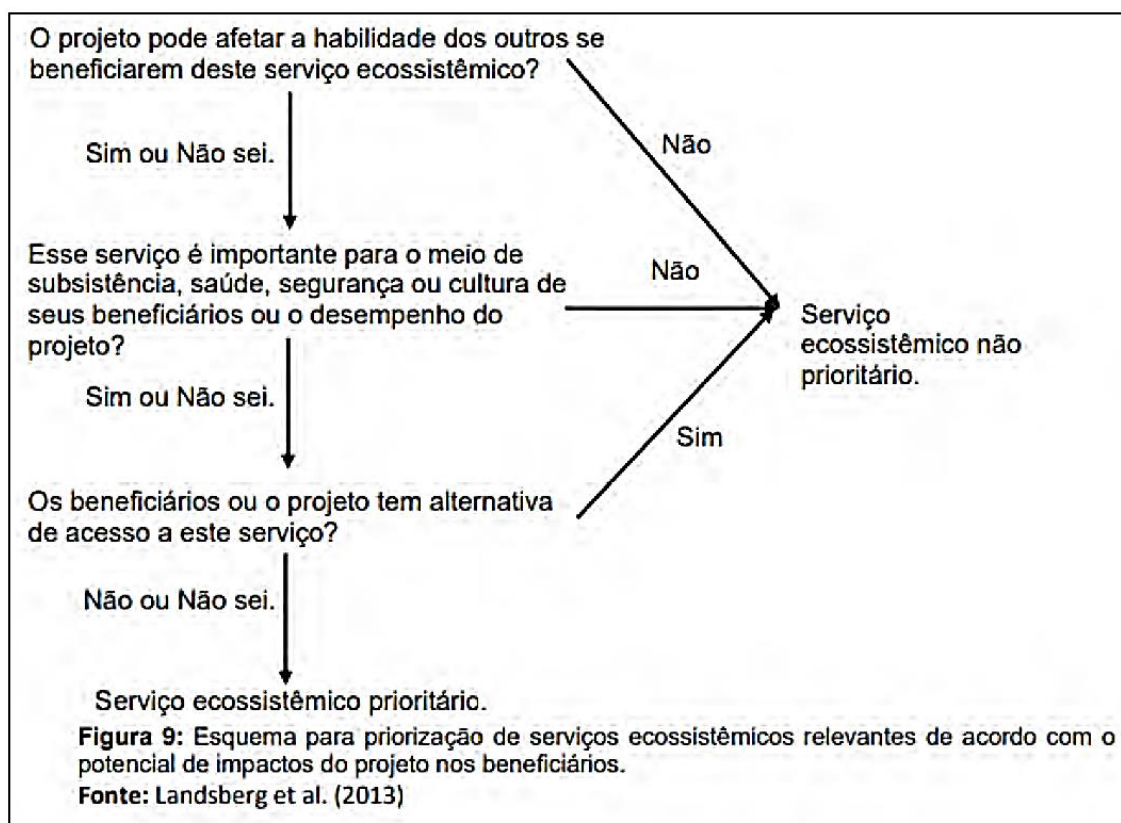 O projeto pode afetar a habilidade dos outros se
beneficiarem deste serviço ecossistêmico?
Não
Sim ou Não sei.
Esse serviço é importante para o meio de
subsistência, saúde, segurança ou cultura de
seus beneficiários ou o desempenho do
projeto?
Não
Serviço
ecossistêmico não
prioritário.
Sim ou Não sei.
Sim
Os beneficiários ou o projeto tem alternativa
de acesso a este serviço?
Não ou Não sei.
Serviço ecossistêmico prioritário.
Figura 9: Esquema para priorização de serviços ecossistêmicos relevantes de acordo com o
potencial de impactos do projeto nos beneficiários.
Fonte: Landsberg et al. (2013)